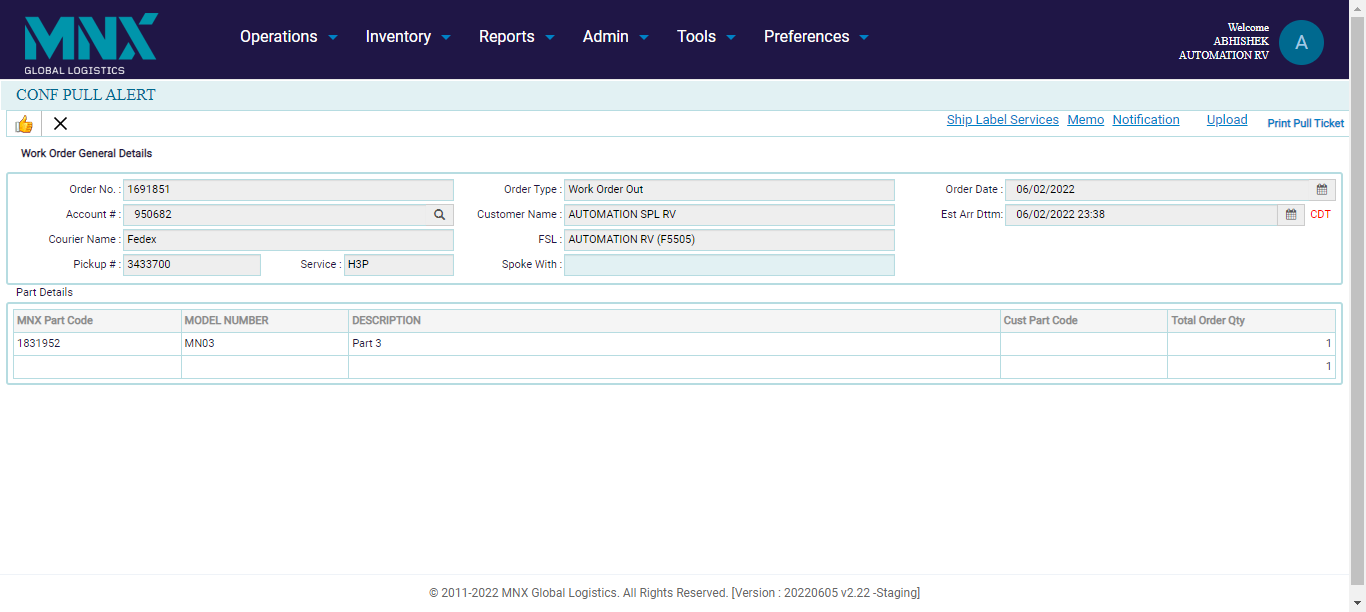 MNX
GLOBAL LOGISTICS
Operations Inventory Reports Admin Tools Preferences
Welcome
ABHISHEK
AUTOMATION RV
A
CONF PULL ALERT
Ship Label Services Memo Notification Upload Print Pull Ticket
Work Order General Details
Order No. : 1691851 Order Type : Work Order Out Order Date : 06/02/2022
Account # : 950682 Customer Name : AUTOMATION SPL RV Est Arr Dttm: 06/02/2022 23:38 CDT
Courier Name : Fedex FSL : AUTOMATION RV (F5505)
Pickup # : 3433700 Service : H3P Spoke With :
Part Details
MNX Part Code MODEL NUMBER DESCRIPTION Cust Part Code Total Order Qty
1831952 MN03 Part 3 1
1
© 2011-2022 MNX Global Logistics. All Rights Reserved. [Version : 20220605 v2.22 -Staging]